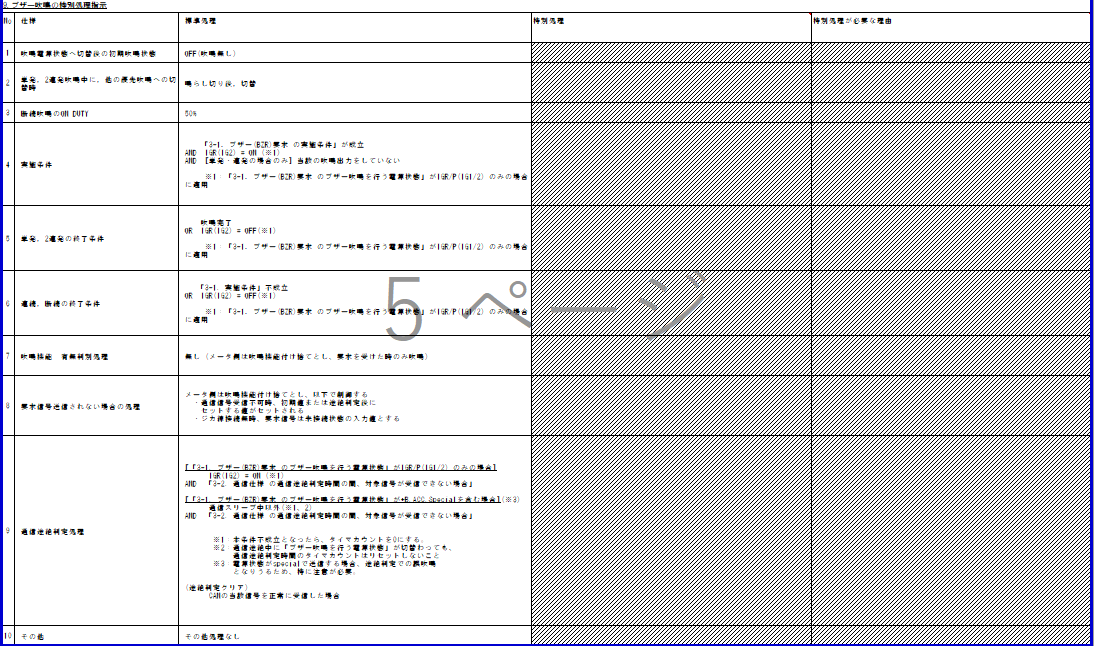 9. ブザー吹鳴の特別処理指示
No 仕様 標準処理 特別処理 特別処理が必要な理由
1 吹鳴電源状態へ切替後の初期吹鳴状態 OFF(吹鳴無し)
2 単発、2連発吹鳴中に、他の優先吹鳴への切
替時 鳴らし切り後、切替
3 断続吹鳴のON DUTY 50%
4 実施条件
『3-1. ブザー(BZR)要求 の実施条件』が成立
AND IGR(IG2) = ON (※1)
AND [単発・連発の場合のみ] 当該の吹鳴出力をしていない
※1 『3-1. ブザー(BZR)要求 のブザー吹鳴を行う電源状態』がIGR/P(IG1/2) のみの場合
に適用
5 単発、2連発の終了条件
吹鳴完了
OR IGR(IG2) = OFF(※1)
※1 『3-1. ブザー(BZR)要求 のブザー吹鳴を行う電源状態』がIGR/P(IG1/2) のみの場合
に適用
6 連続、断続の終了条件
『3-1. 実施条件』不成立
OR IGR(IG2) = OFF(※1)
※1 『3-1. ブザー(BZR)要求 のブザー吹鳴を行う電源状態』がIGR/P(IG1/2) のみの場合
に適用
5 ペ
7 吹鳴性能 有無判別処理 無し (メータ側は吹鳴性能付け捨てとし、要求を受けた時のみ吹鳴)
8 要求信号送信されない場合の処理
メータ側は吹鳴性能付け捨てとし、以下で制御する
・通信信号受信不可時、初期値または途絶判定後に
セットする値がセットされる
・ジカ線接続無時、要求信号は未接続状態の入力値とする
9 通信途絶判定処理
[『3-1. ブザー(BZR)要求 のブザー吹鳴を行う電源状態』がIGR/P(IG1/2) のみの場合]
IGR(IG2) = ON (※1)
AND 『3-2. 通信仕様 の通信途絶判定時間の間、対象信号が受信できない場合』
[『3-1. ブザー(BZR)要求 のブザー吹鳴を行う電源状態』が+B,ACC,Specialを含む場合](※3)
通信スリープ中以外(※1、2)
AND 『3-2. 通信仕様 の通信途絶判定時間の間、対象信号が受信できない場合』
※1：本条件不成立となったら、タイマカウントを0にする。
※2：通信途絶中に『ブザー吹鳴を行う電源状態』が切替わっても、
通信途絶判定時間のタイマカウントはリセットしないこと
※3：電源状態がspecialで送信する場合、途絶判定での誤吹鳴
となりうるため、特に注意が必要。
(途絶判定クリア)
CANの当該信号を正常に受信した場合
10 その他 その他処理なし